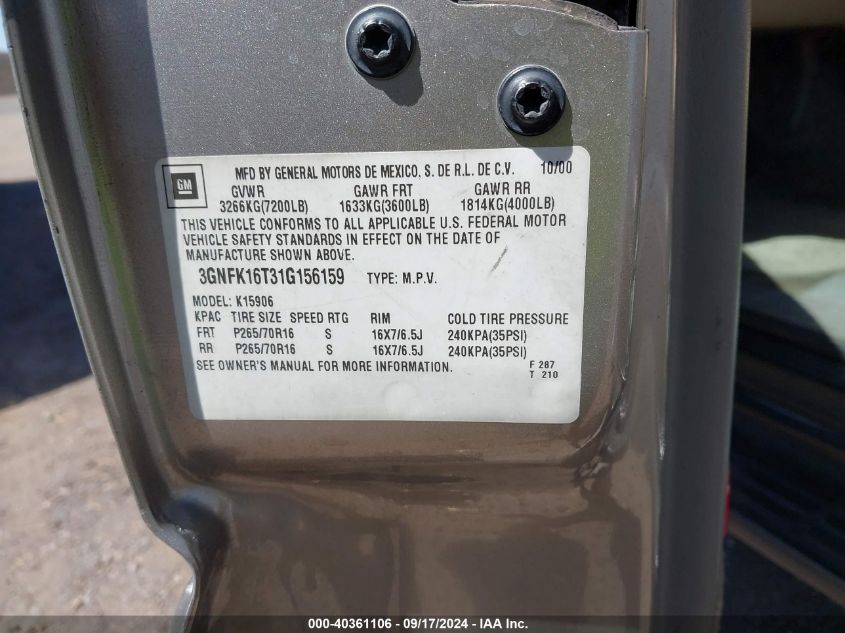 GM
MFD BY GENERAL MOTORS DE MEXICO, S. DE R.L. DE C.V. 10/00
GVWR GAWR FRT GAWR RR
3266KG(7200LB) 1633KG(3600LB) 1814KG(4000LB)
THIS VEHICLE CONFORMS TO ALL APPLICABLE U.S. FEDERAL MOTOR
VEHICLE SAFETY STANDARDS IN EFFECT ON THE DATE OF
MANUFACTURE SHOWN ABOVE.
3GNFK16T31G156159 TYPE: M.P.V.
MODEL: K15906
KPAC TIRE SIZE SPEED RTG RIM COLD TIRE PRESSURE
FRT P265/70R16 S 16X7/6.5J 240KPA(35PSI)
RR P265/70R16 S 16X7/6.5J 240KPA(35PSI)
SEE OWNER'S MANUAL FOR MORE INFORMATION. F 287
T 210
000-40361106 - 09/17/2024 - IAA Inc.